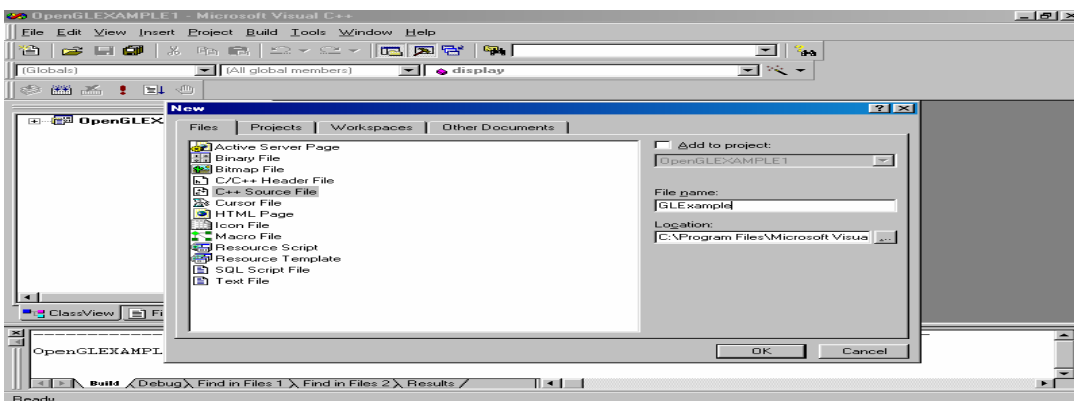 OpenGLEXAMPLE1 - Microsoft Visual C++
File Edit View Insert Project Build Tools Window Help
(Globals) (All global members) display
New
OpenGLEX
Files Projects Workspaces Other Documents
Active Server Page
Binary File
Bitmap File
C/C++ Header File
C++ Source File
Cursor File
HTML Page
Icon File
Macro File
Resource Script
Resource Template
SQL Script File
Text File
Add to project:
OpenGLEXAMPLE1
File name:
GLExample
Location:
C:\Program Files\Microsoft Visua ...
OK Cancel
ClassView Fi
OpenGLEXAMPL
Build Debug Find in Files 1 Find in Files 2 Results
Ready